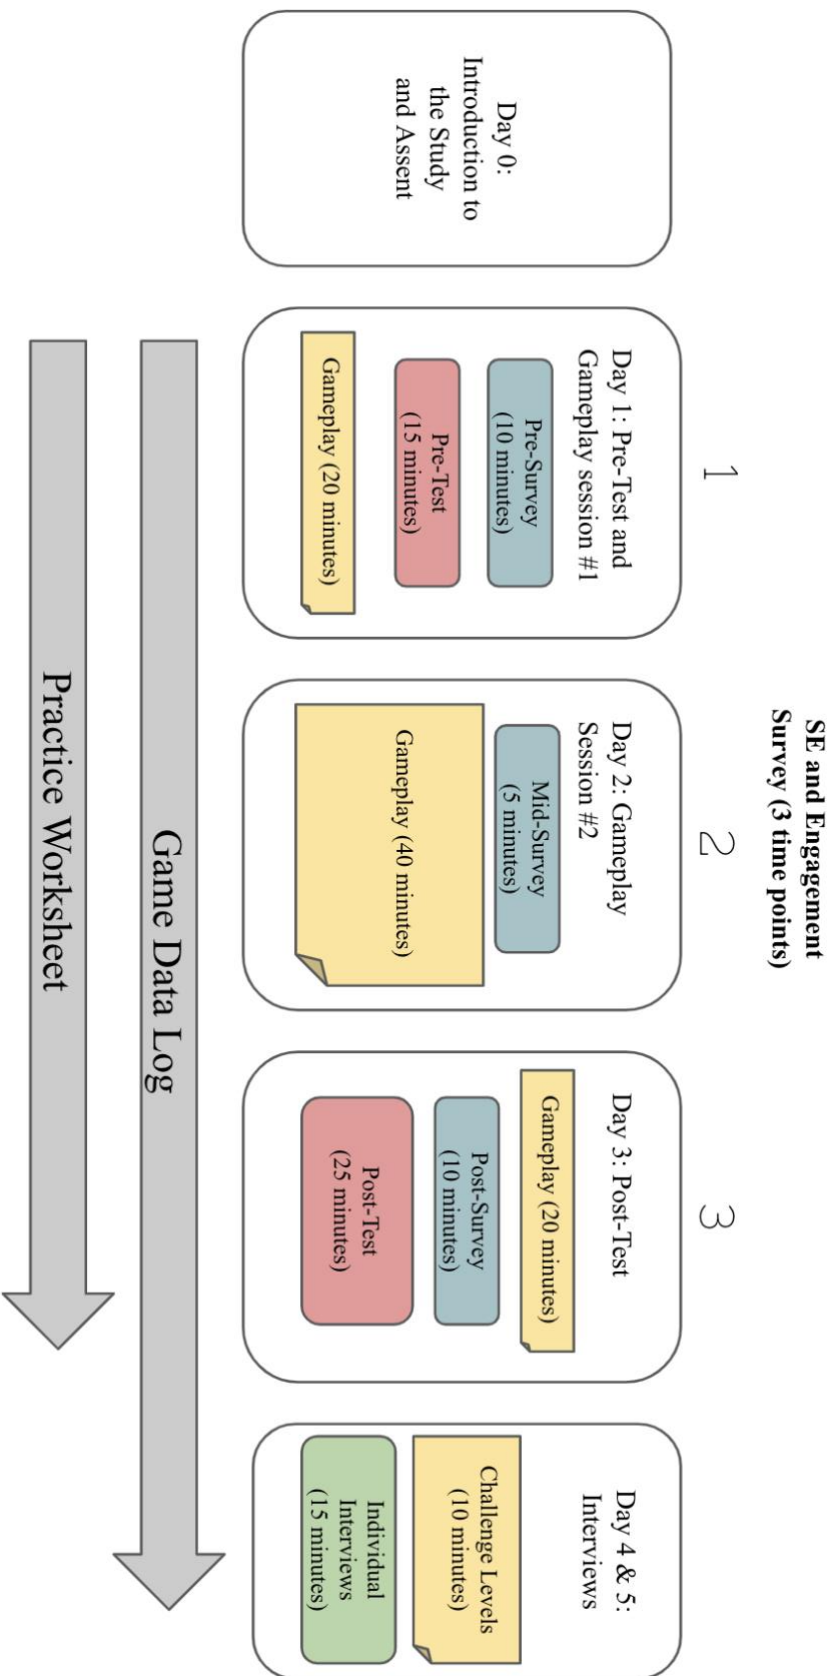 SE and Engagement
Survey (3 time points)
1
2
3
Day 0:
Introduction to
the Study
and Assent
Day 1: Pre-Test and
Gameplay session #1
Pre-Survey
(10 minutes)
Pre-Test
(15 minutes)
Gameplay (20 minutes)
Day 2: Gameplay
Session #2
Mid-Survey
(5 minutes)
Gameplay (40 minutes)
Day 3: Post-Test
Gameplay (20 minutes)
Post-Survey
(10 minutes)
Post-Test
(25 minutes)
Day 4 & 5:
Interviews
Challenge Levels
(10 minutes)
Individual
Interviews
(15 minutes)
Game Data Log
Practice Worksheet